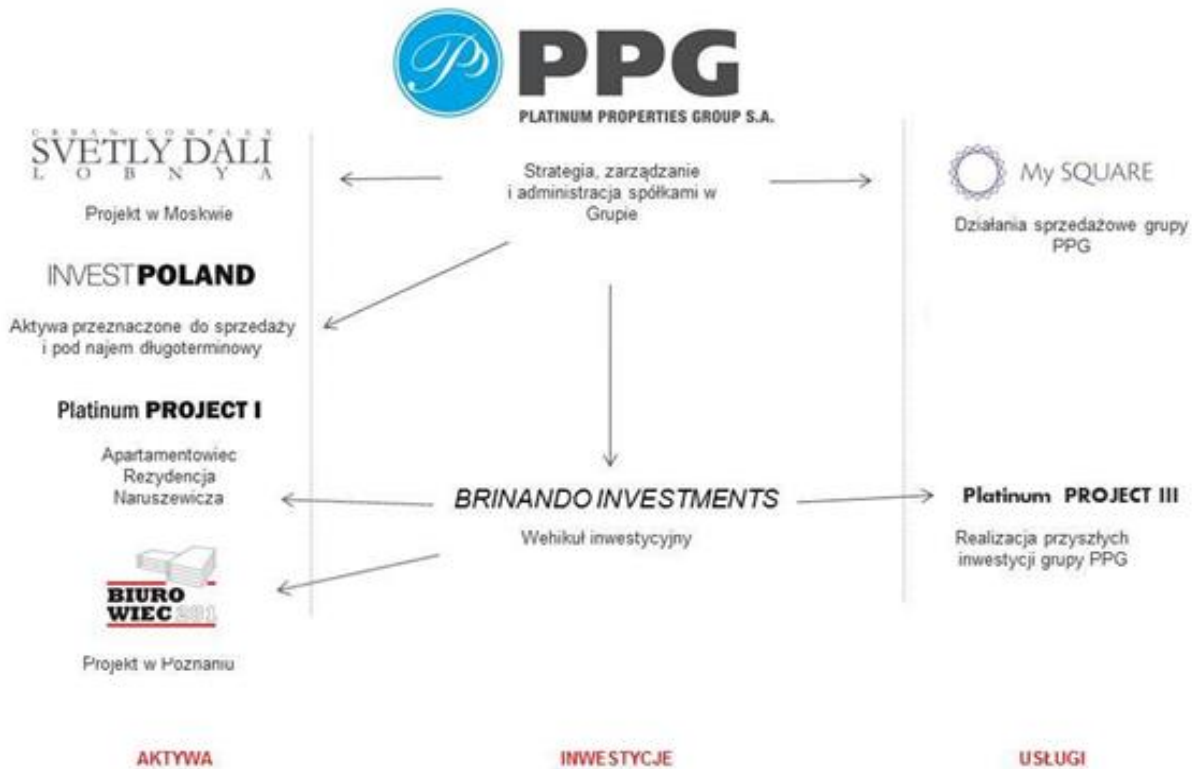 PPG
PLATINUM PROPERTIES GROUP S.A.
URBAN COMPLEX
SVETLY DALI
LOBNYA
Projekt w Moskwie
INVESTPOLAND
Aktywa przeznaczone do sprzedaży
i pod najem długoterminowy
Platinum PROJECT I
Apartamentowiec
Rezydencja
Naruszewicza
BIURO
WIEC 281
Projekt w Poznaniu
AKTYWA
Strategia, zarządzanie
i administracja spółkami w
Grupie
BRINANDO INVESTMENTS
Wehikuł inwestycyjny
INWESTYCJE
My SQUARE
Działania sprzedażowe grupy
PPG
Platinum PROJECT III
Realizacja przyszłych
inwestycji grupy PPG
USŁUGI